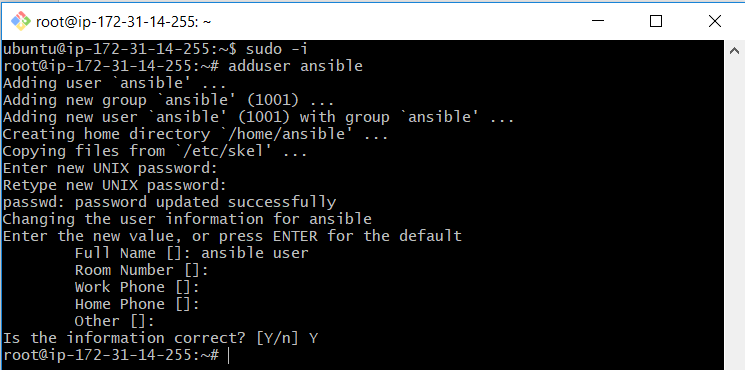 root@ip-172-31-14-255: ~
ubuntu@ip-172-31-14-255:~$ sudo -i
root@ip-172-31-14-255:~# adduser ansible
Adding user `ansible' ...
Adding new group `ansible' (1001) ...
Adding new user `ansible' (1001) with group `ansible' ...
Creating home directory `/home/ansible' ...
Copying files from `/etc/skel' ...
Enter new UNIX password:
Retype new UNIX password:
passwd: password updated successfully
Changing the user information for ansible
Enter the new value, or press ENTER for the default
        Full Name []: ansible user
        Room Number []:
        Work Phone []:
        Home Phone []:
        Other []:
Is the information correct? [Y/n] Y
root@ip-172-31-14-255:~#